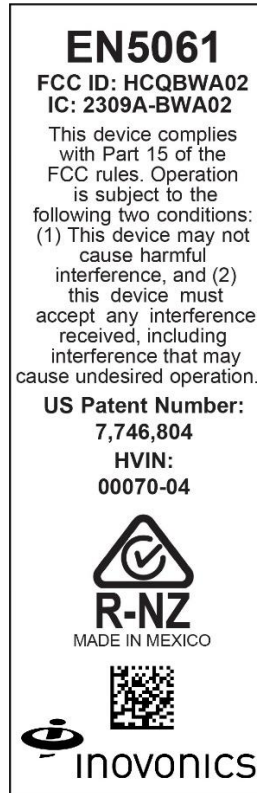 EN5061
FCC ID: HCQBWA02
IC: 2309A-BWA02
This device complies
with Part 15 of the
FCC rules. Operation
is subject to the
following two conditions:
(1) This device may not
cause harmful
interference, and (2)
this device must
accept any interference
received, including
interference that may
cause undesired operation.
US Patent Number:
7,746,804
HVIN:
00070-04
R-NZ
MADE IN MEXICO
inovonics